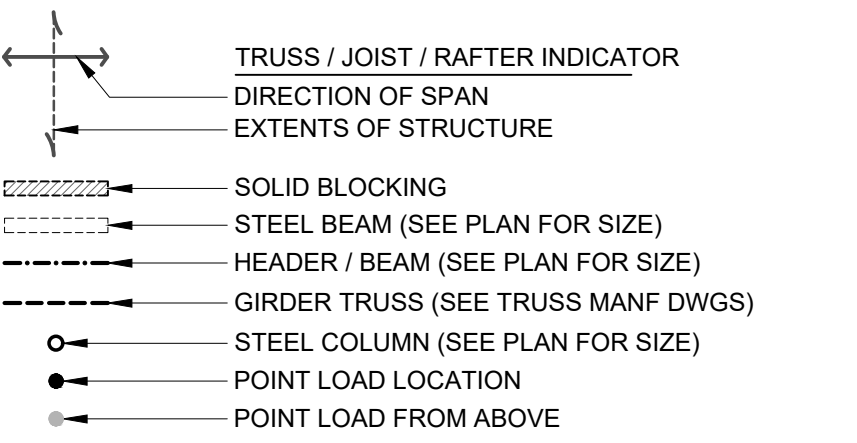 TRUSS / JOIST / RAFTER INDICATOR
DIRECTION OF SPAN
EXTENTS OF STRUCTURE
SOLID BLOCKING
STEEL BEAM (SEE PLAN FOR SIZE)
HEADER / BEAM (SEE PLAN FOR SIZE)
GIRDER TRUSS (SEE TRUSS MANF DWGS)
STEEL COLUMN (SEE PLAN FOR SIZE)
POINT LOAD LOCATION
POINT LOAD FROM ABOVE